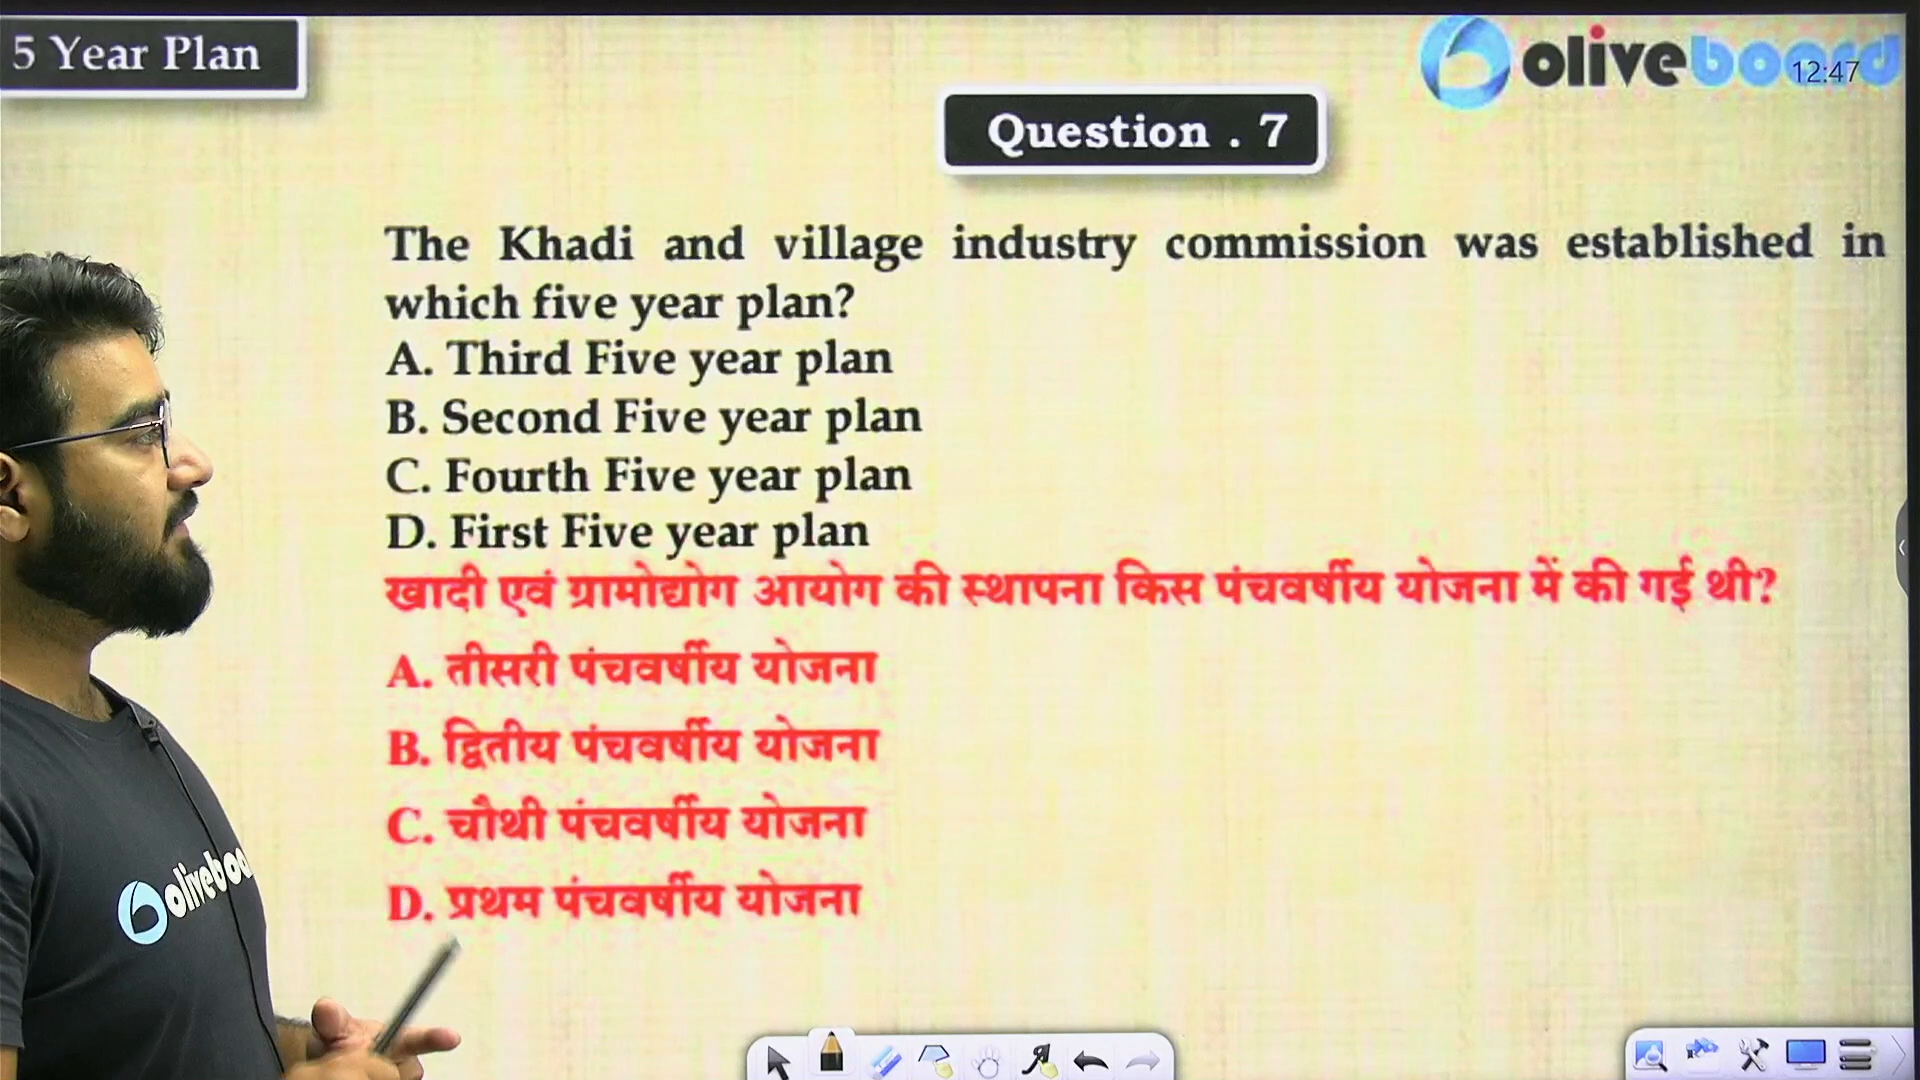 5 Year Plan
oliveboard
12:47
Question . 7
The Khadi and village industry commission was established in
which five year plan?
A. Third Five year plan
B. Second Five year plan
C. Fourth Five year plan
D. First Five year plan
खादी एवं ग्रामोद्योग आयोग की स्थापना किस पंचवर्षीय योजना में की गई थी?
A. तीसरी पंचवर्षीय योजना
B. द्वितीय पंचवर्षीय योजना
C. चौथी पंचवर्षीय योजना
D. प्रथम पंचवर्षीय योजना
oliveboa